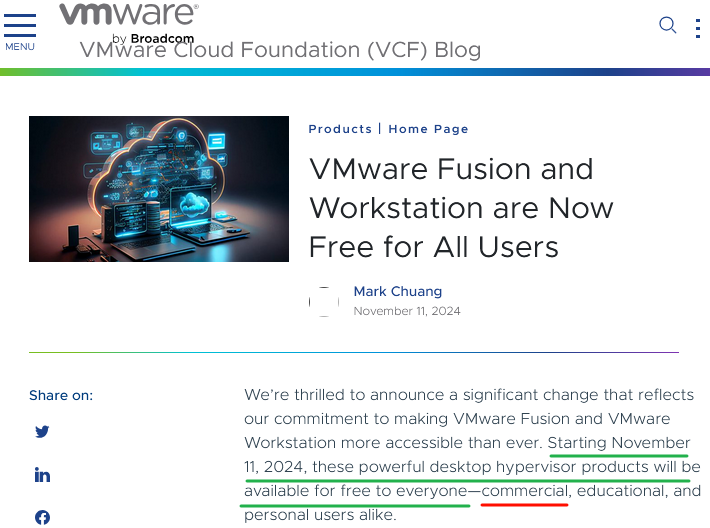 vmware®
by Broadcom
MENU
VMware Cloud Foundation (VCF) Blog
Products | Home Page
VMware Fusion and
Workstation are Now
Free for All Users
Mark Chuang
November 11, 2024
Share on:
We’re thrilled to announce a significant change that reflects
our commitment to making VMware Fusion and VMware
Workstation more accessible than ever. Starting November
11, 2024, these powerful desktop hypervisor products will be
available for free to everyone—commercial, educational, and
personal users alike.